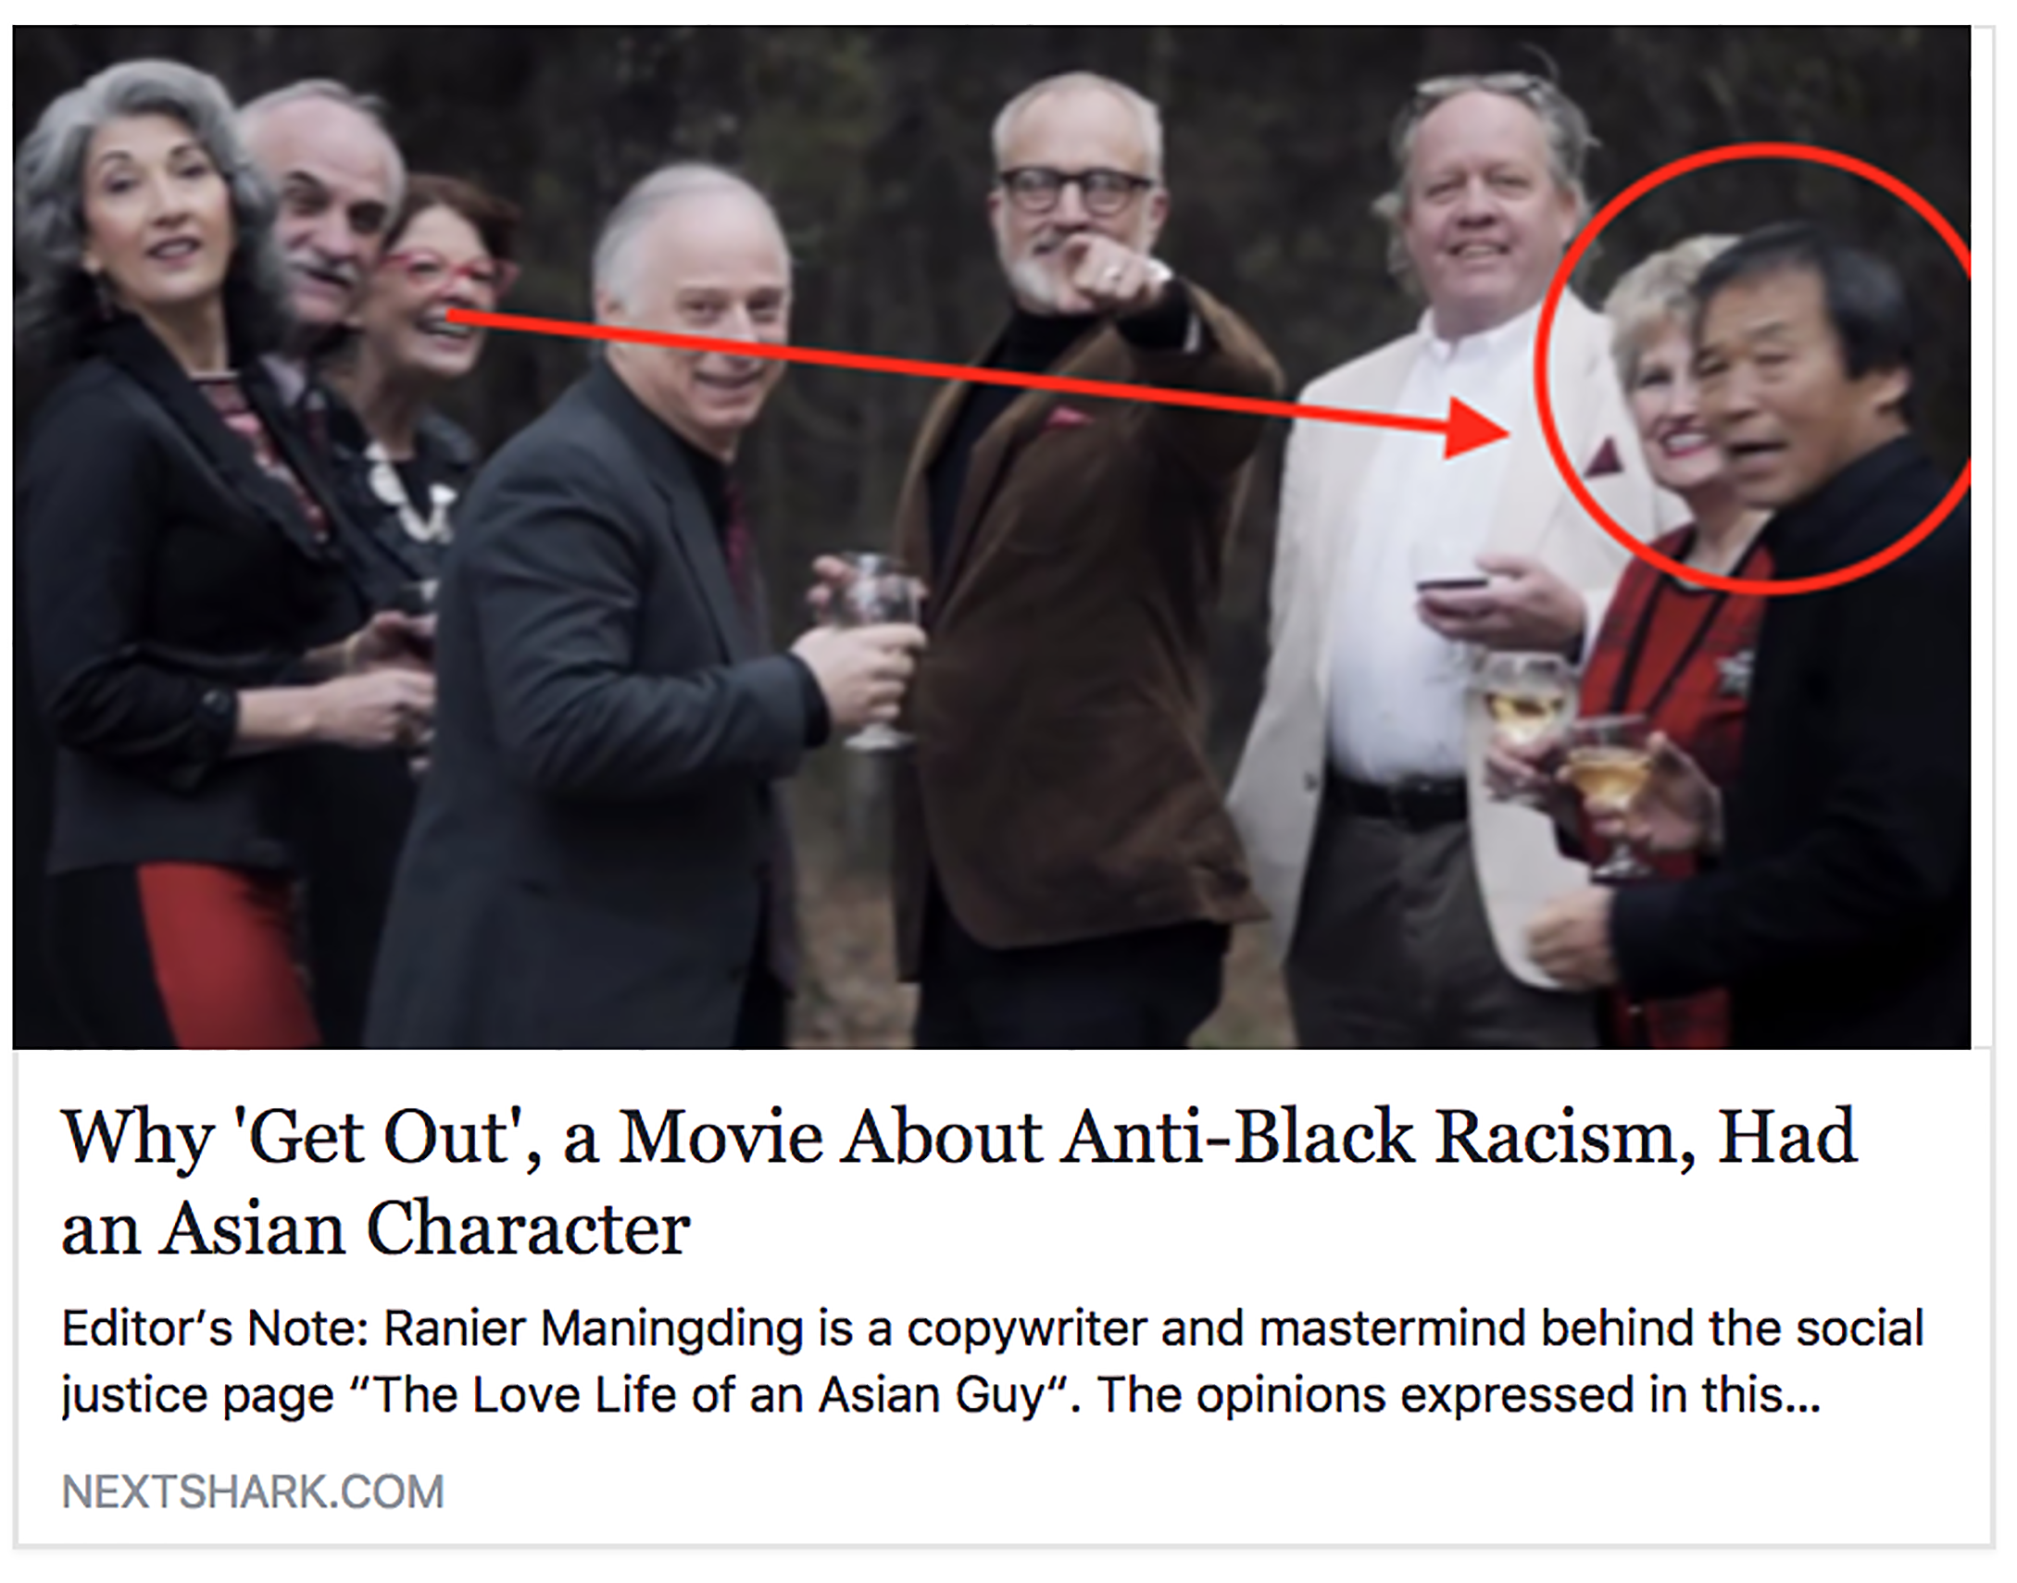 Why 'Get Out', a Movie About Anti-Black Racism, Had
an Asian Character
Editor’s Note: Ranier Maningding is a copywriter and mastermind behind the social
justice page “The Love Life of an Asian Guy“. The opinions expressed in this...
NEXTSHARK.COM